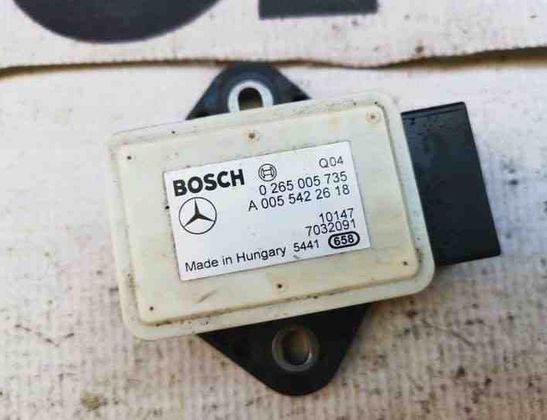 Q04
BOSCH 0 265 005 735
A 005 542 26 18
10147
7032091
Made in Hungary 5441 658